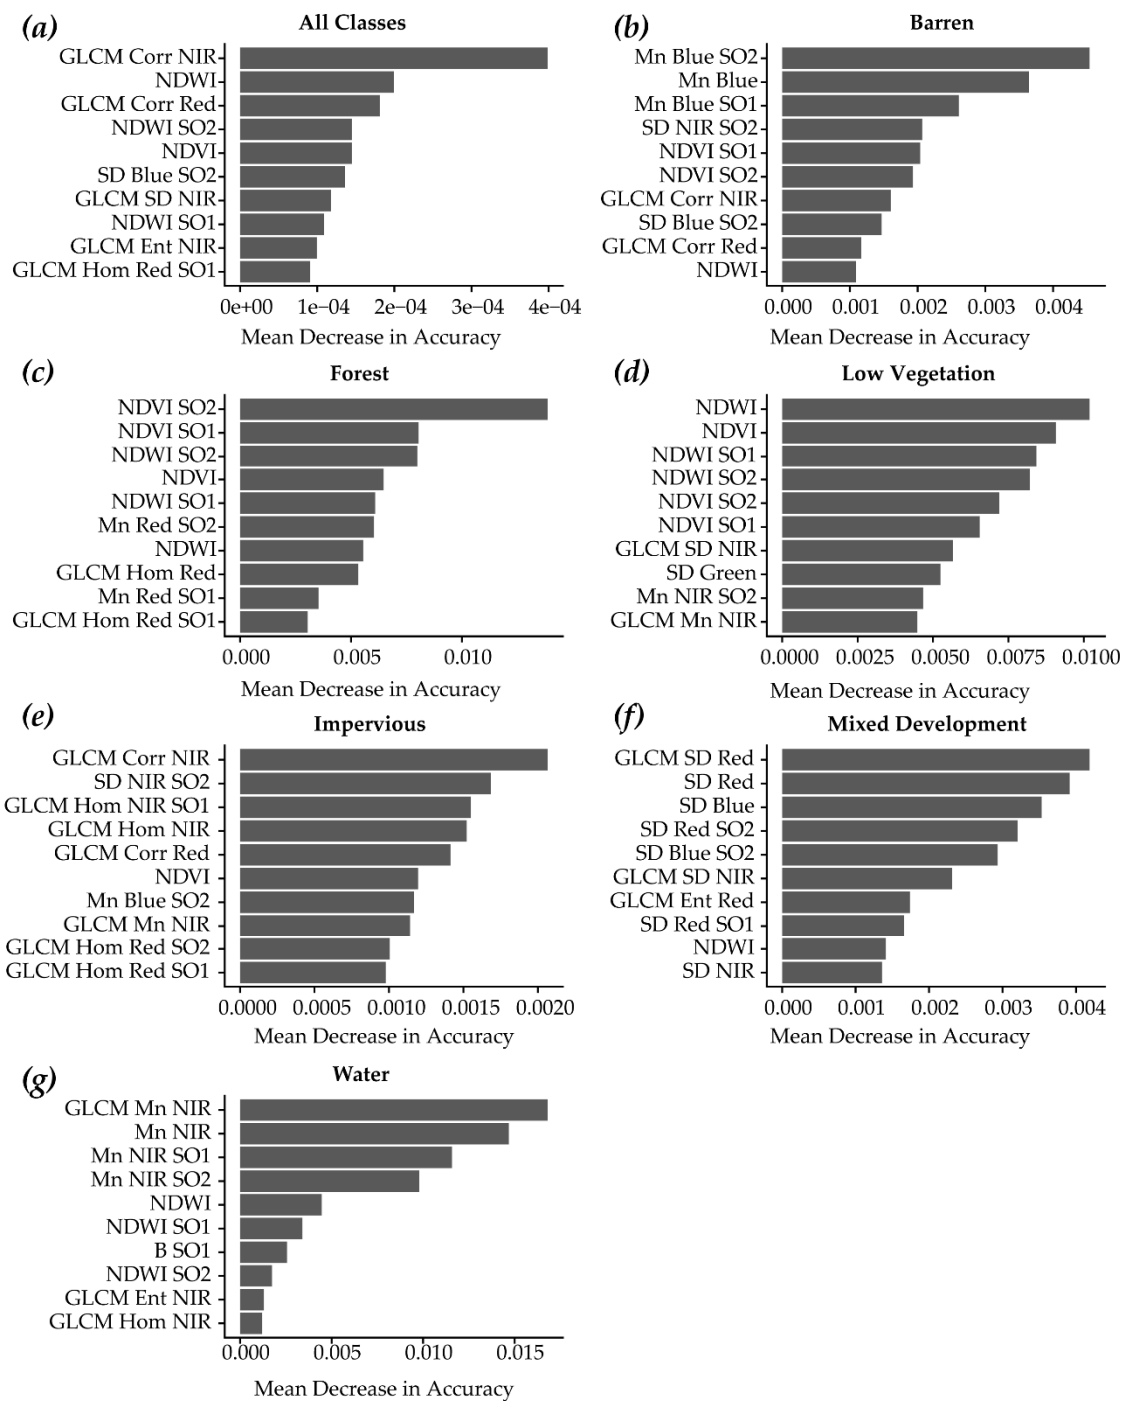 (a)
All Classes
GLCM Corr NIR
NDWI
GLCM Corr Red
NDWI SO2
NDVI
SD Blue SO2
GLCM SD NIR
NDWI SO1
GLCM Ent NIR
GLCM Hom Red SO1
0e+00 1e−04 2e−04 3e−04 4e−04
Mean Decrease in Accuracy
(b)
Barren
Mn Blue SO2
Mn Blue
Mn Blue SO1
SD NIR SO2
NDVI SO1
NDVI SO2
GLCM Corr NIR
SD Blue SO2
GLCM Corr Red
NDWI
0.000 0.001 0.002 0.003 0.004
Mean Decrease in Accuracy
(c)
Forest
NDVI SO2
NDVI SO1
NDWI SO2
NDVI
NDWI SO1
Mn Red SO2
NDWI
GLCM Hom Red
Mn Red SO1
GLCM Hom Red SO1
0.000 0.005 0.010
Mean Decrease in Accuracy
(d)
Low Vegetation
NDWI
NDVI
NDWI SO1
NDWI SO2
NDVI SO2
NDVI SO1
GLCM SD NIR
SD Green
Mn NIR SO2
GLCM Mn NIR
0.0000 0.0025 0.0050 0.0075 0.0100
Mean Decrease in Accuracy
(e)
Impervious
GLCM Corr NIR
SD NIR SO2
GLCM Hom NIR SO1
GLCM Hom NIR
GLCM Corr Red
NDVI
Mn Blue SO2
GLCM Mn NIR
GLCM Hom Red SO2
GLCM Hom Red SO1
0.0000 0.0005 0.0010 0.0015 0.0020
Mean Decrease in Accuracy
(f)
Mixed Development
GLCM SD Red
SD Red
SD Blue
SD Red SO2
SD Blue SO2
GLCM SD NIR
GLCM Ent Red
SD Red SO1
NDWI
SD NIR
0.000 0.001 0.002 0.003 0.004
Mean Decrease in Accuracy
(g)
Water
GLCM Mn NIR
Mn NIR
Mn NIR SO1
Mn NIR SO2
NDWI
NDWI SO1
B SO1
NDWI SO2
GLCM Ent NIR
GLCM Hom NIR
0.000 0.005 0.010 0.015
Mean Decrease in Accuracy